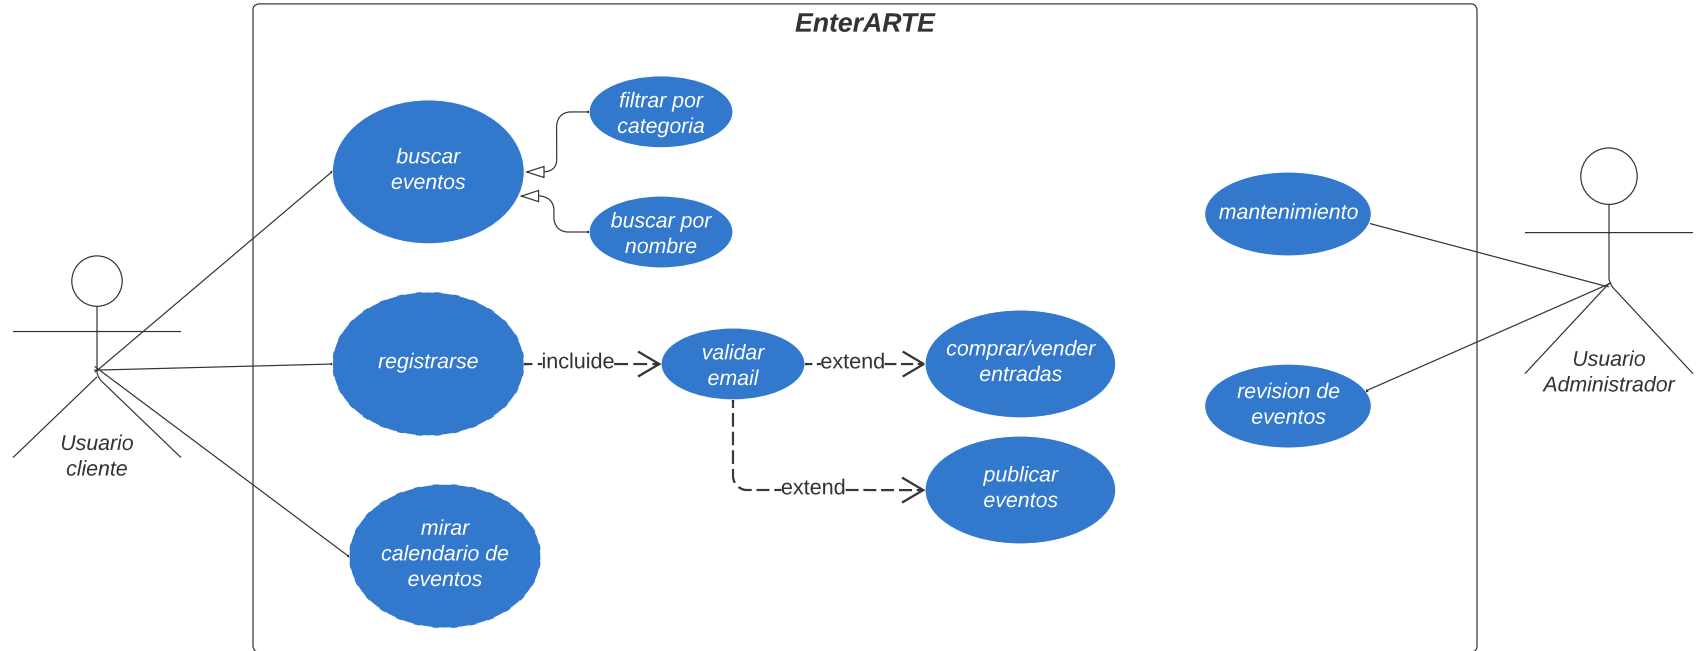 EnterARTE
filtrar por
categoria
buscar
eventos
buscar por
nombre
mantenimiento
registrarse
incluide
validar
email
extend
comprar/vender
entradas
revision de
eventos
Usuario
Administrador
Usuario
cliente
extend
publicar
eventos
mirar
calendario de
eventos